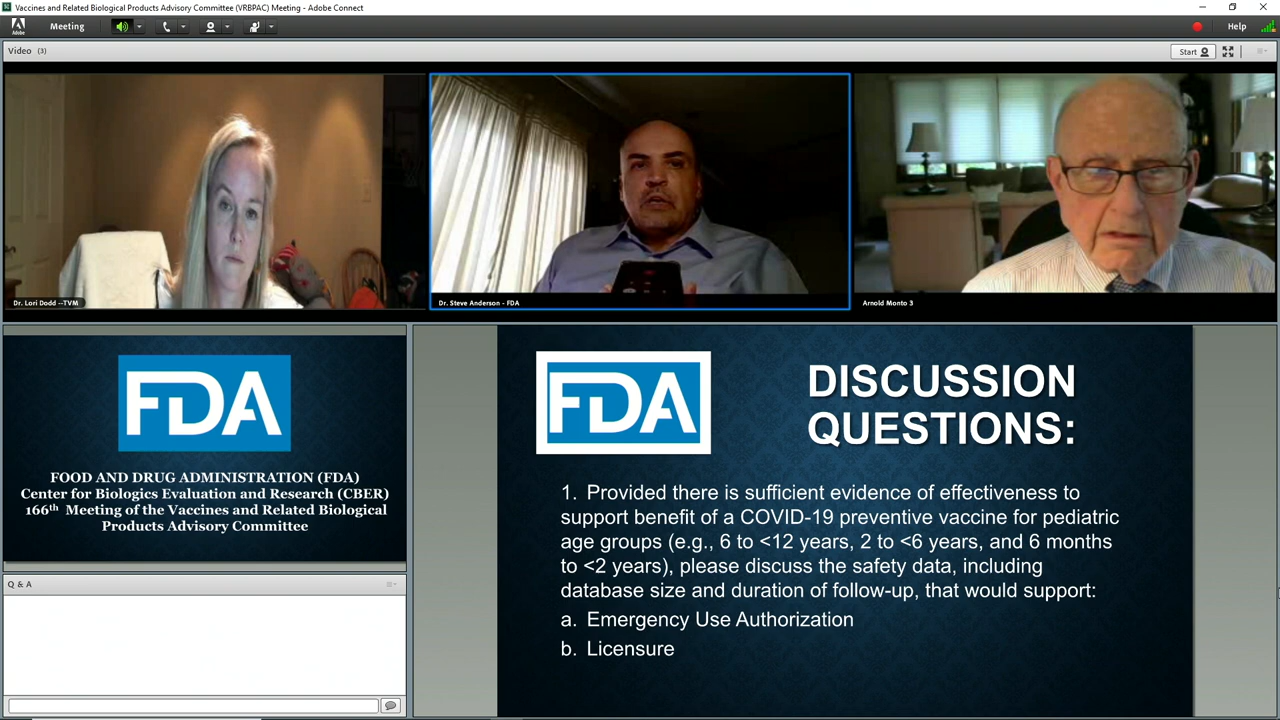 Vaccines and Related Biological Products Advisory Committee (VRBPAC) Meeting - Adobe Connect
Adobe
Meeting
Help
Video (3)
Start
Dr. Lori Dodd --TVM
Dr. Steve Anderson - FDA
Arnold Monto 3
FDA
FOOD AND DRUG ADMINISTRATION (FDA)
Center for Biologics Evaluation and Research (CBER)
166th Meeting of the Vaccines and Related Biological
Products Advisory Committee
Q & A
FDA
DISCUSSION
QUESTIONS:
1. Provided there is sufficient evidence of effectiveness to
support benefit of a COVID-19 preventive vaccine for pediatric
age groups (e.g., 6 to <12 years, 2 to <6 years, and 6 months
to <2 years), please discuss the safety data, including
database size and duration of follow-up, that would support:
a. Emergency Use Authorization
b. Licensure